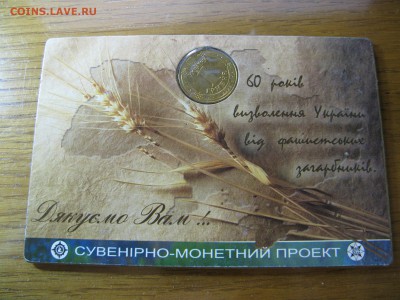 COINS.LAVE.RU
60 років
визволення України
від фашистських
загарбників.
Дякуємо Вам !..
СУВЕНІРНО-МОНЕТНИЙ ПРОЕКТ